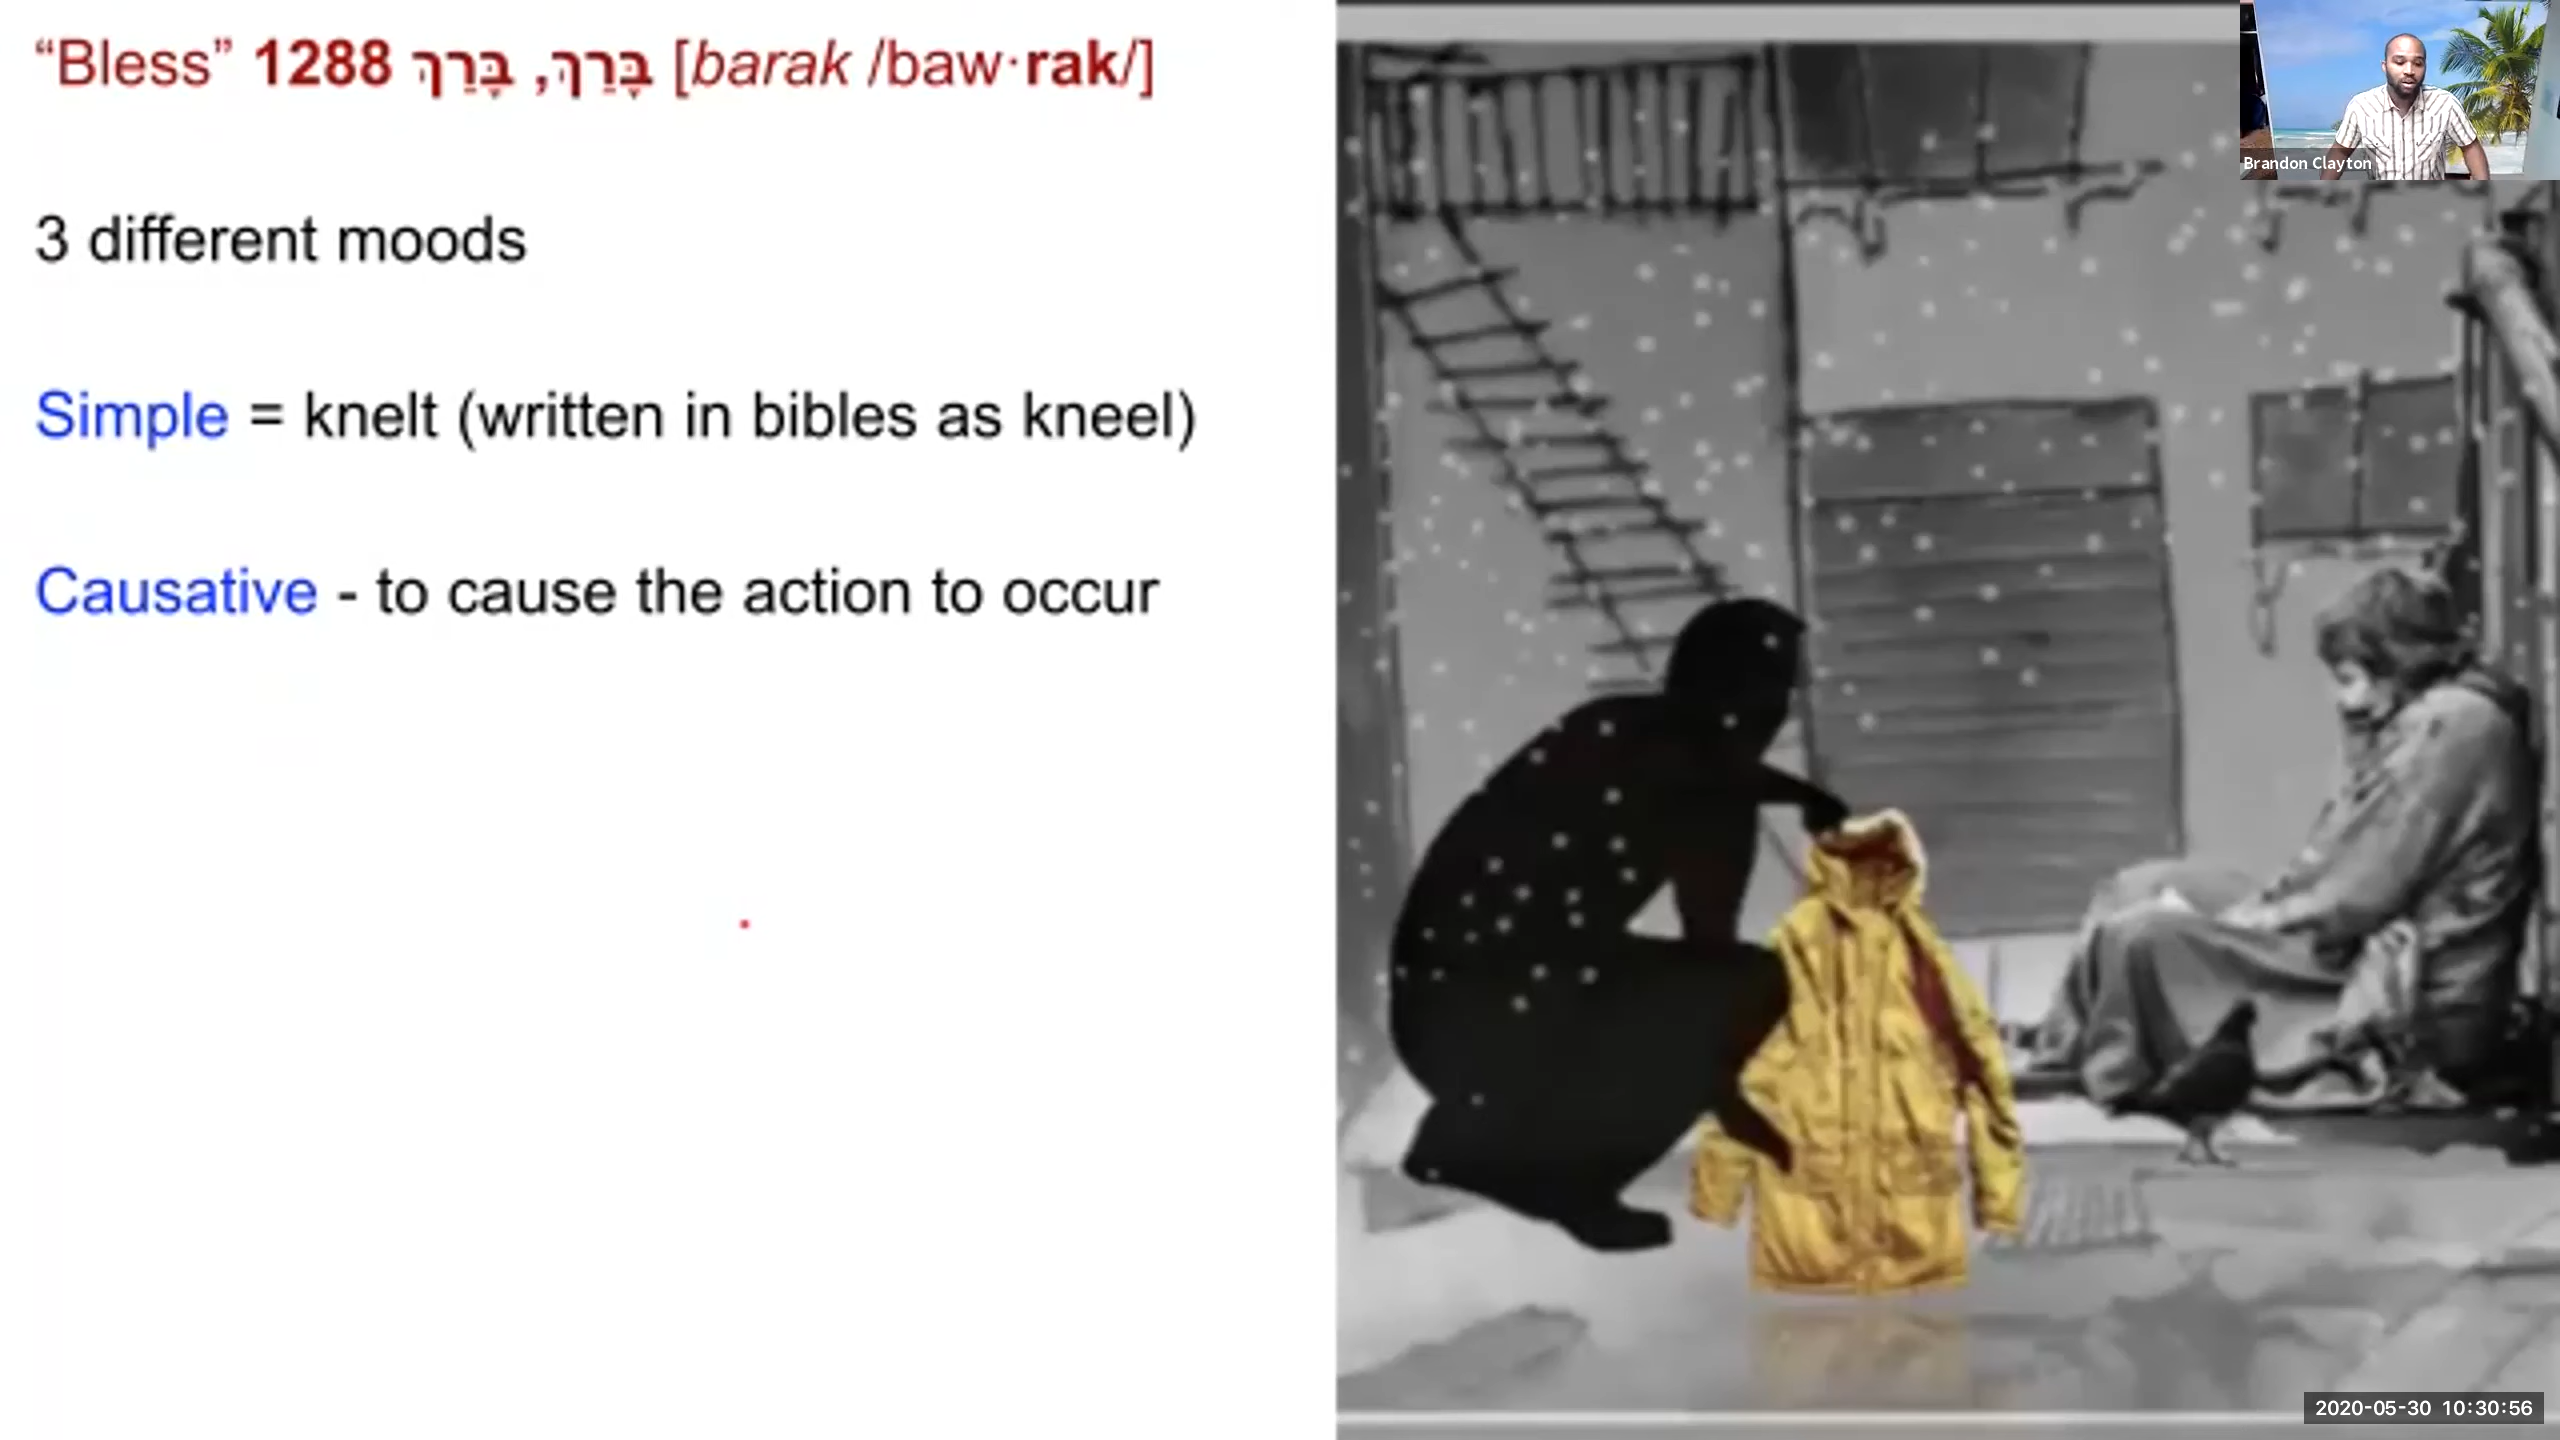 “Bless” 1288 בָּרַךְ, בָּרַךְ [barak /baw·rak/]
3 different moods
Simple = knelt (written in bibles as kneel)
Causative - to cause the action to occur
Brandon Clayton
2020-05-30 10:30:56